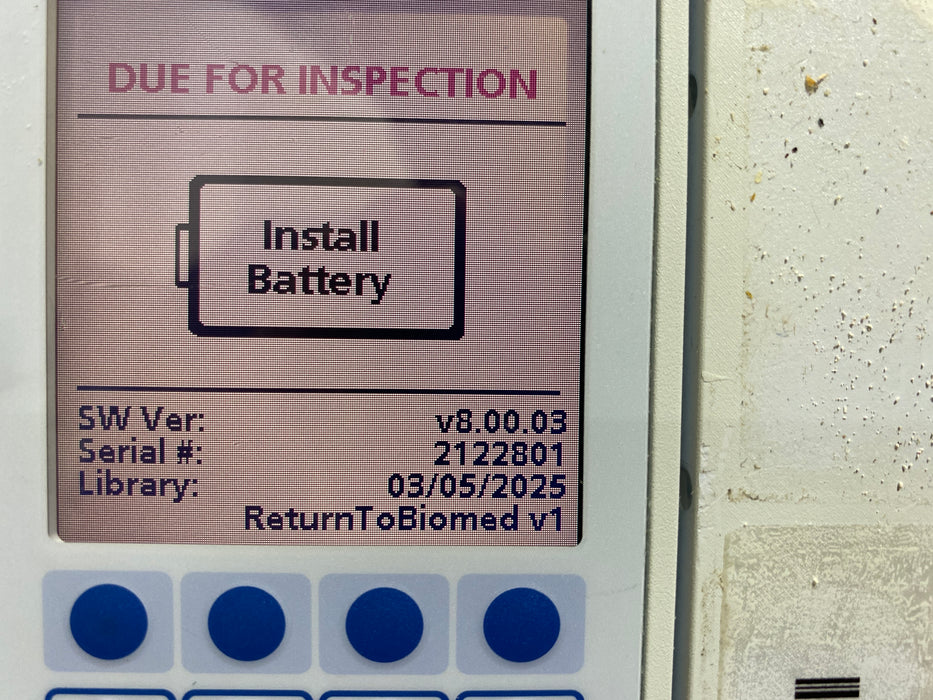 DUE FOR INSPECTION
Install
Battery
SW Ver: v8.00.03
Serial #: 2122801
Library: 03/05/2025
ReturnToBiomed v1